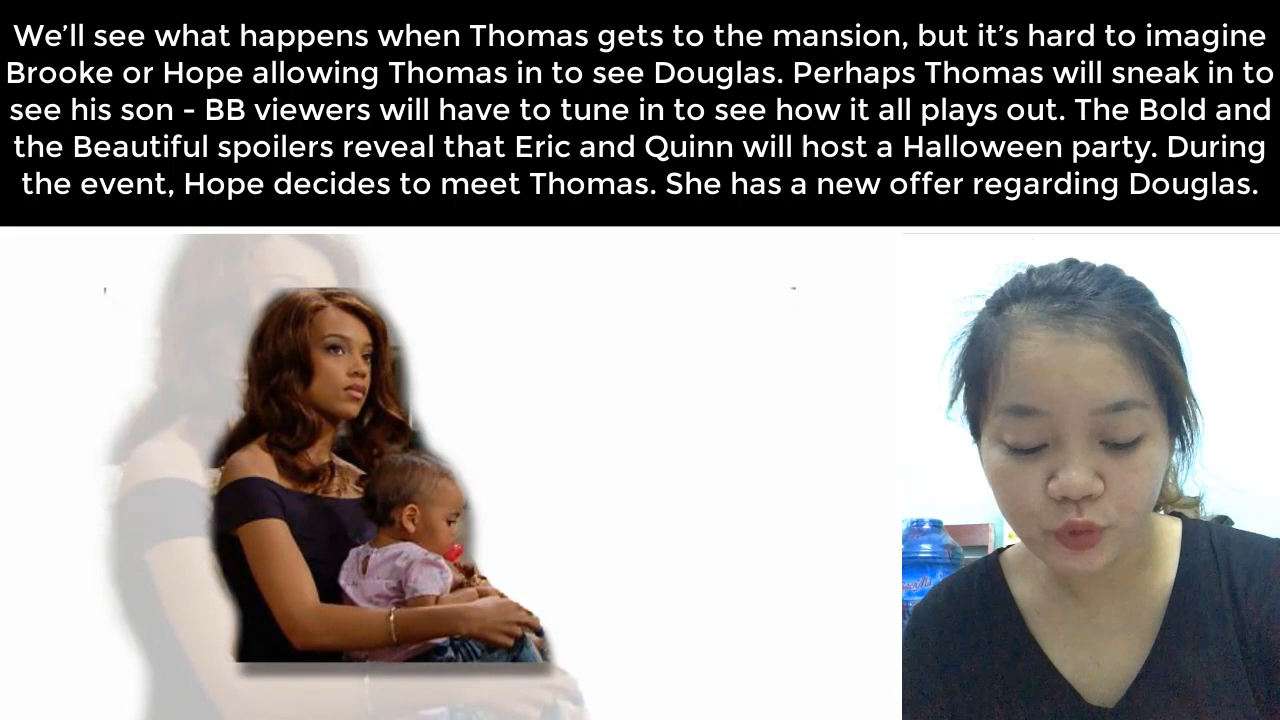 We’ll see what happens when Thomas gets to the mansion, but it’s hard to imagine
Brooke or Hope allowing Thomas in to see Douglas. Perhaps Thomas will sneak in to
see his son - BB viewers will have to tune in to see how it all plays out. The Bold and
the Beautiful spoilers reveal that Eric and Quinn will host a Halloween party. During
the event, Hope decides to meet Thomas. She has a new offer regarding Douglas.